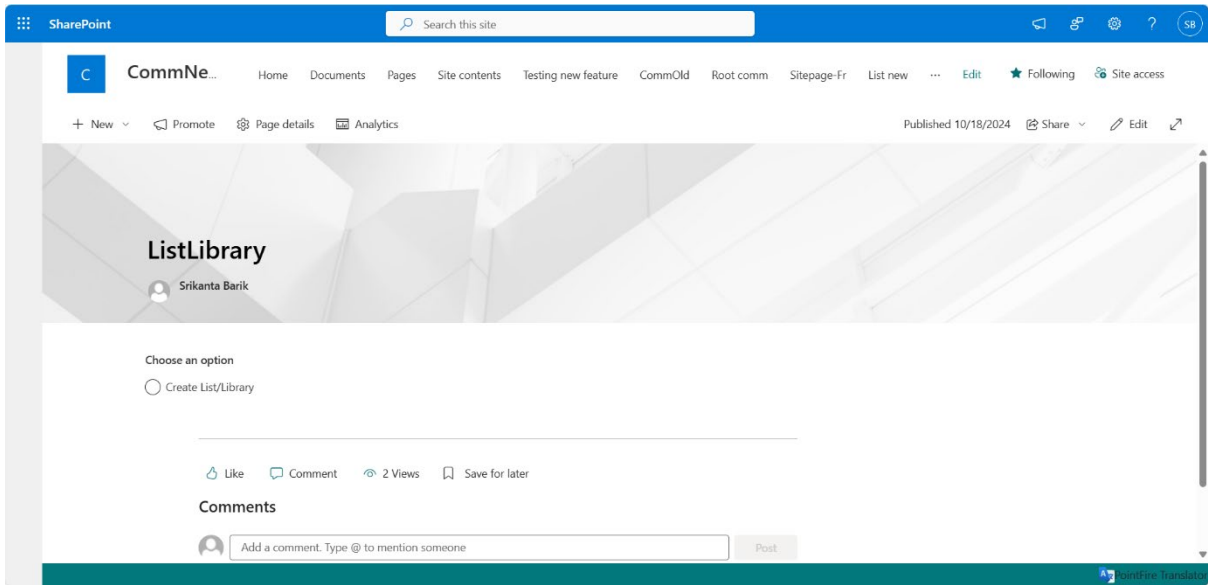 SharePoint
Search this site
?
SB
C
CommNe...
Home
Documents
Pages
Site contents
Testing new feature
CommOld
Root comm
Sitepage-Fr
List new
...
Edit
Following
Site access
New
Promote
Page details
Analytics
Published 10/18/2024
Share
Edit
ListLibrary
Srikanta Barik
Choose an option
Create List/Library
Like
Comment
2 Views
Save for later
Comments
Add a comment. Type @ to mention someone
Post
PointFire Translator